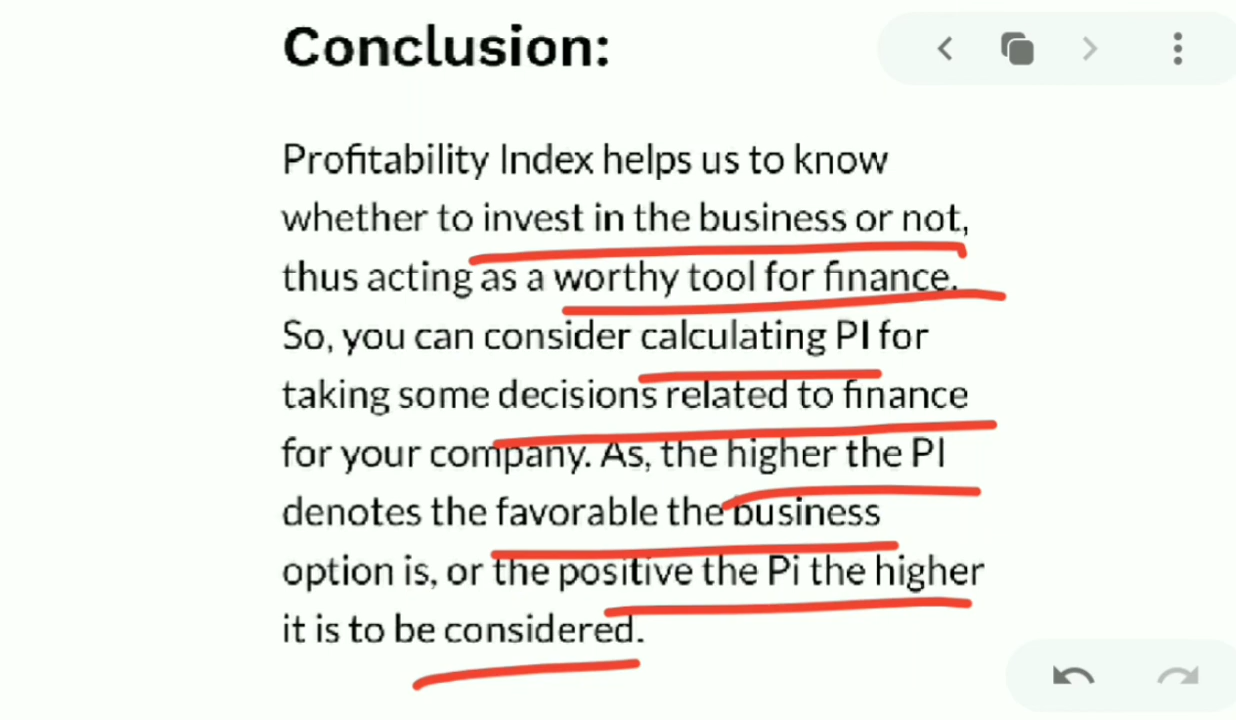 Conclusion:
Profitability Index helps us to know
whether to invest in the business or not,
thus acting as a worthy tool for finance.
So, you can consider calculating PI for
taking some decisions related to finance
for your company. As, the higher the PI
denotes the favorable the business
option is, or the positive the Pi the higher
it is to be considered.